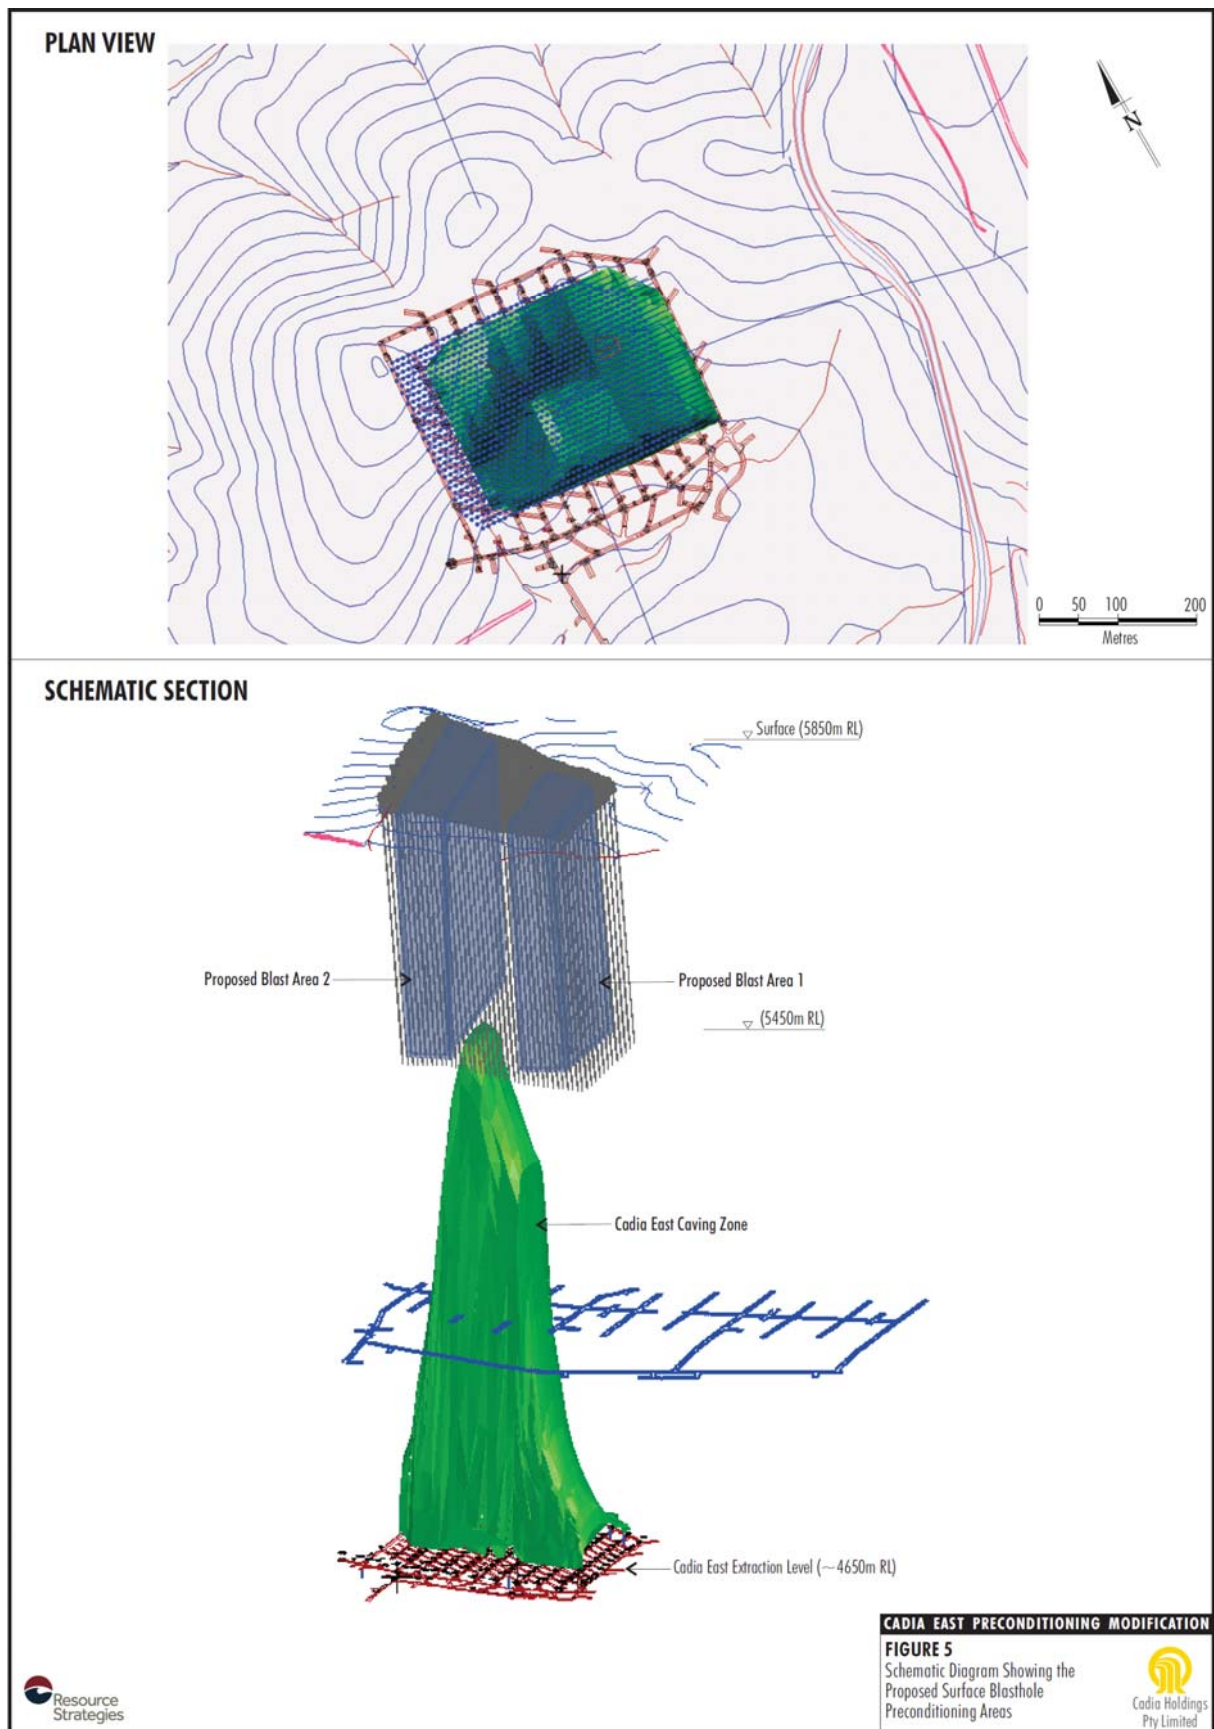 PLAN VIEW
N
0 50 100 200
Metres
SCHEMATIC SECTION
Surface (5850m RL)
Proposed Blast Area 2
Proposed Blast Area 1
(5450m RL)
Cadia East Caving Zone
Cadia East Extraction Level (~4650m RL)
CADIA EAST PRECONDITIONING MODIFICATION
FIGURE 5
Schematic Diagram Showing the
Proposed Surface Blasthole
Preconditioning Areas
Cadia Holdings
Pty Limited
Resource
Strategies